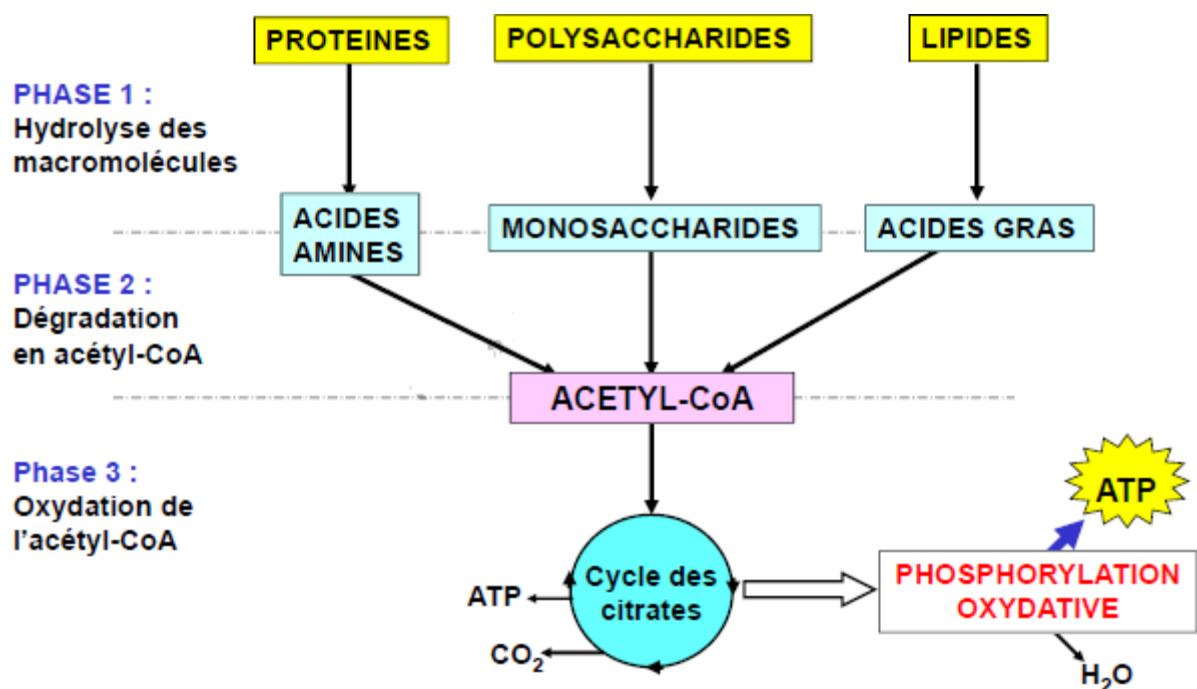 PROTEINES
POLYSACCHARIDES
LIPIDES
PHASE 1 :
Hydrolyse des
macromolécules
ACIDES
AMINES
MONOSACCHARIDES
ACIDES GRAS
PHASE 2 :
Dégradation
en acétyl-CoA
ACETYL-CoA
Phase 3 :
Oxydation de
l'acétyl-CoA
ATP
Cycle des
citrates
PHOSPHORYLATION
OXYDATIVE
ATP
CO₂
H₂O